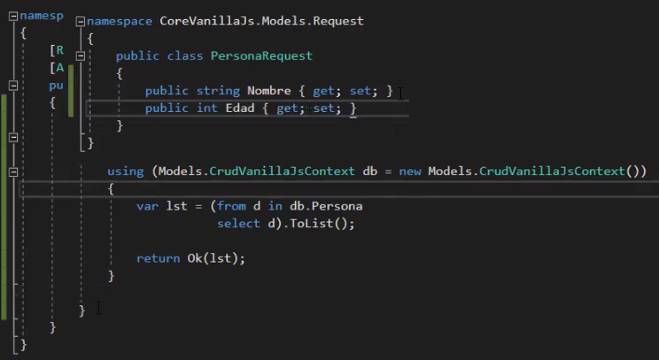 namesp
{
[R
[A
pu
{
namespace CoreVanillaJs.Models.Request
{
public class PersonaRequest
{
public string Nombre { get; set; }
public int Edad { get; set; }
}
}
using (Models.CrudVanillaJsContext db = new Models.CrudVanillaJsContext())
{
var lst = (from d in db.Persona
select d).ToList();
return Ok(lst);
}
}
}
}